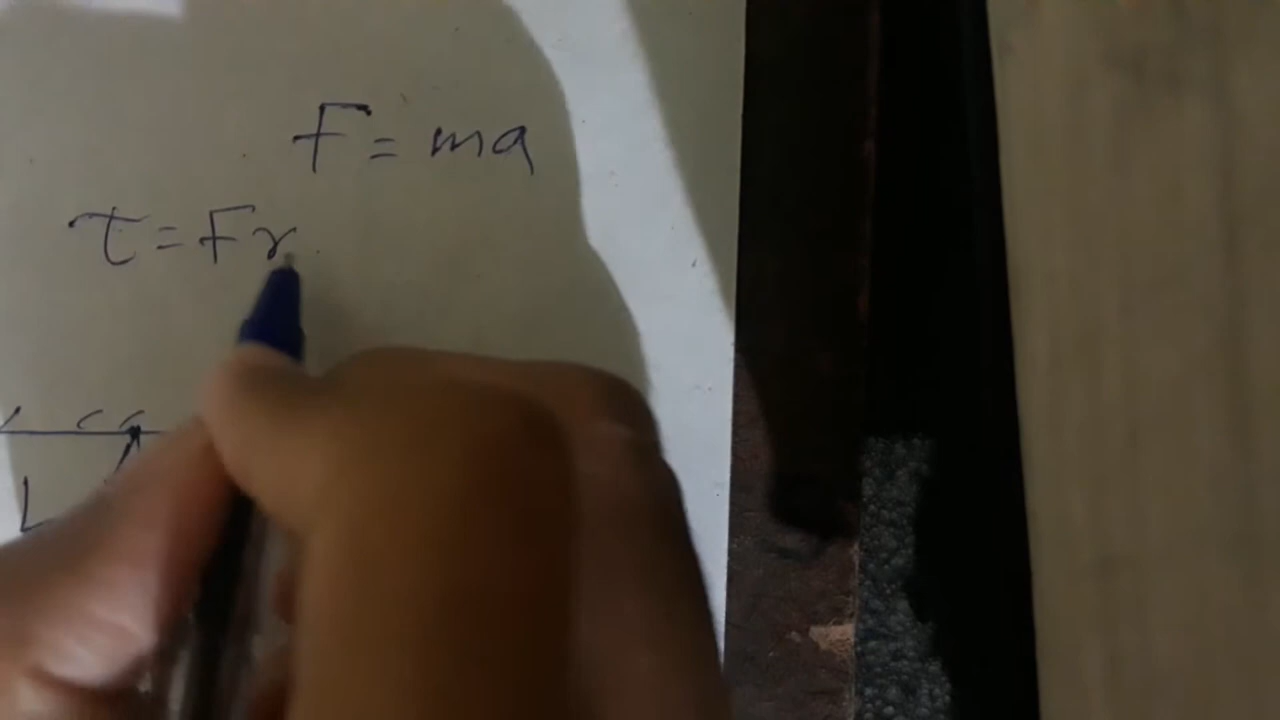 F = ma
τ = Fr
L